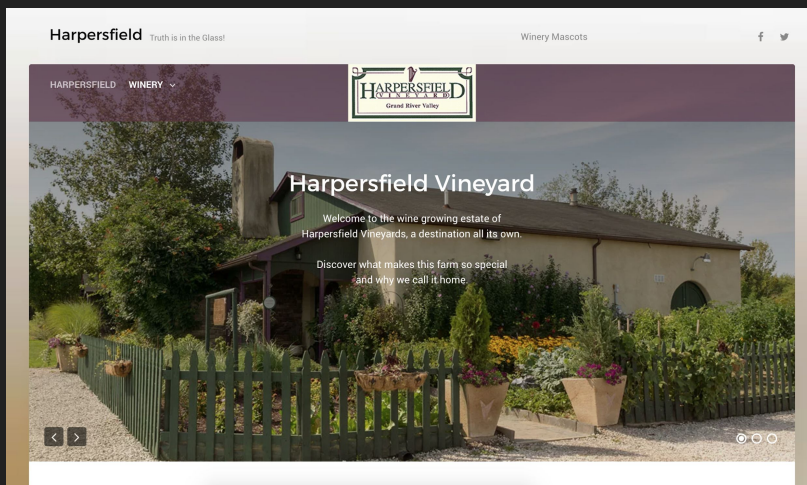 Harpersfield Truth is in the Glass!
Winery Mascots
HARPERSFIELD WINERY
HARPERSFIELD
VINEYARD
Grand River Valley
Harpersfield Vineyard
Welcome to the wine growing estate of
Harpersfield Vineyards, a destination all its own.
Discover what makes this farm so special
and why we call it home.